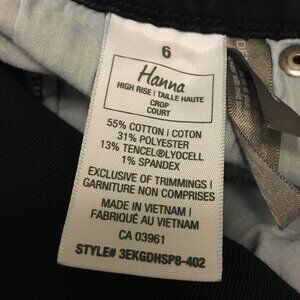 6
Hanna
HIGH RISE | TAILLE HAUTE
CROP
COURT
55% COTTON | COTON
31% POLYESTER
13% TENCEL®LYOCELL
1% SPANDEX
EXCLUSIVE OF TRIMMINGS |
GARNITURE NON COMPRISES
MADE IN VIETNAM |
FABRIQUÉ AU VIETNAM
CA 03961
STYLE# 3EKGDHSP8-402